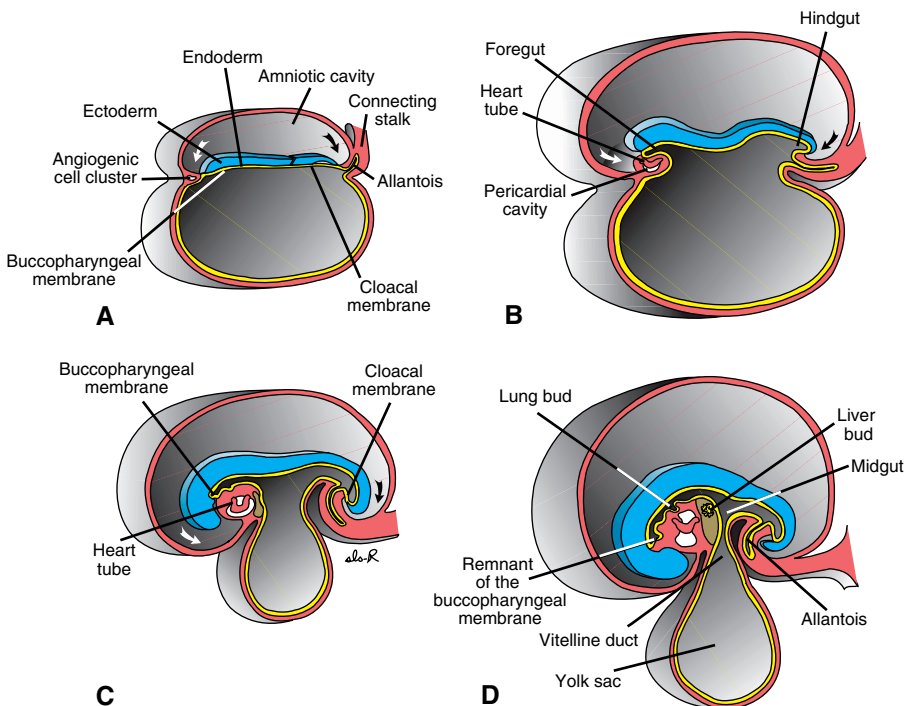 Endoderm
Amniotic cavity
Ectoderm
Connecting
stalk
Angiogenic
cell cluster
Allantois
Buccopharyngeal
membrane
Cloacal
membrane
A
Hindgut
Foregut
Heart
tube
Pericardial
cavity
B
Buccopharyngeal
membrane
Cloacal
membrane
Heart
tube
sls-R
C
Lung bud
Liver
bud
Midgut
Remnant
of the
buccopharyngeal
membrane
Allantois
Vitelline duct
Yolk sac
D